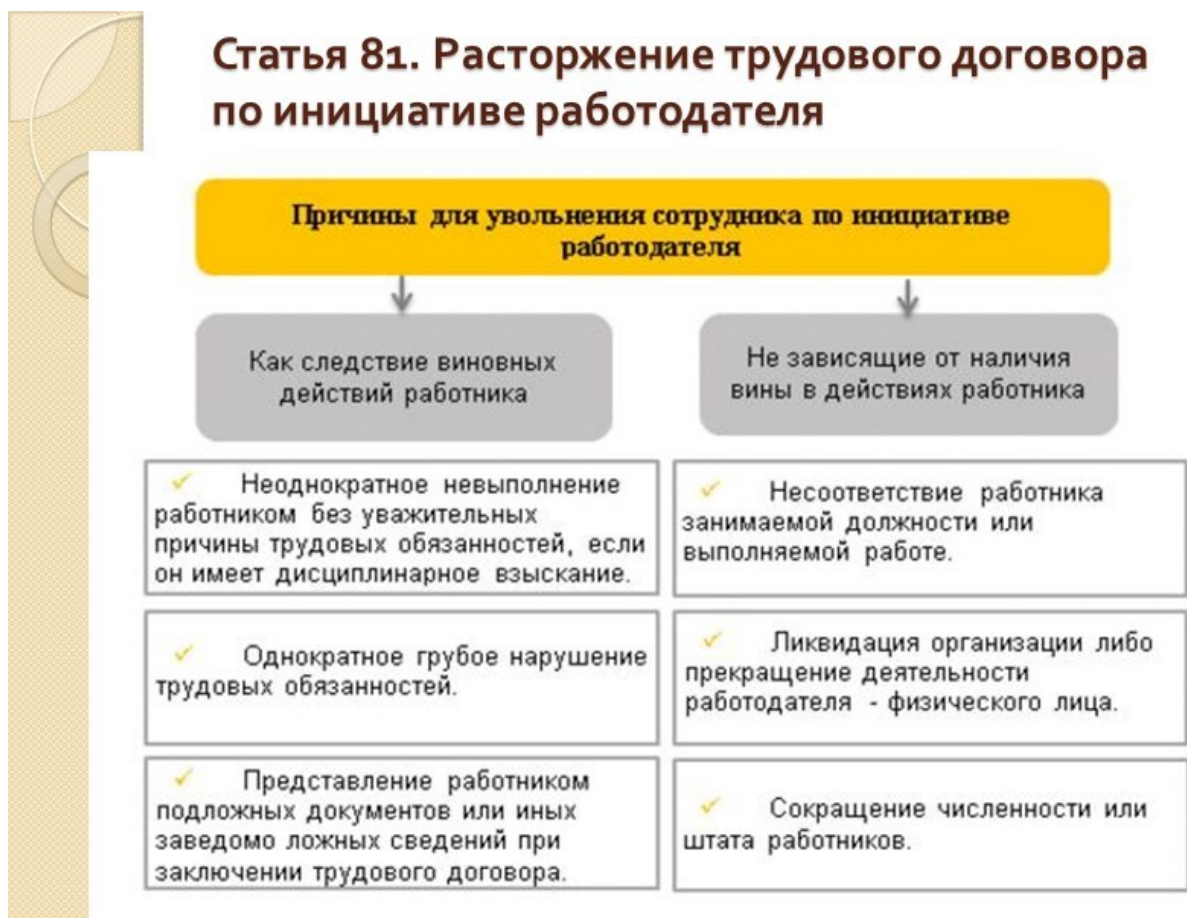 Статья 81. Расторжение трудового договора
по инициативе работодателя
Причины для увольнения сотрудника по инициативе
работодателя
Как следствие виновных
действий работника
Не зависящие от наличия
вины в действиях работника
✓ Неоднократное невыполнение
работником без уважительных
причины трудовых обязанностей, если
он имеет дисциплинарное взыскание.
✓ Несоответствие работника
занимаемой должности или
выполняемой работе.
✓ Однократное грубое нарушение
трудовых обязанностей.
✓ Ликвидация организации либо
прекращение деятельности
работодателя - физического лица.
✓ Представление работником
подложных документов или иных
заведомо ложных сведений при
заключении трудового договора.
✓ Сокращение численности или
штата работников.